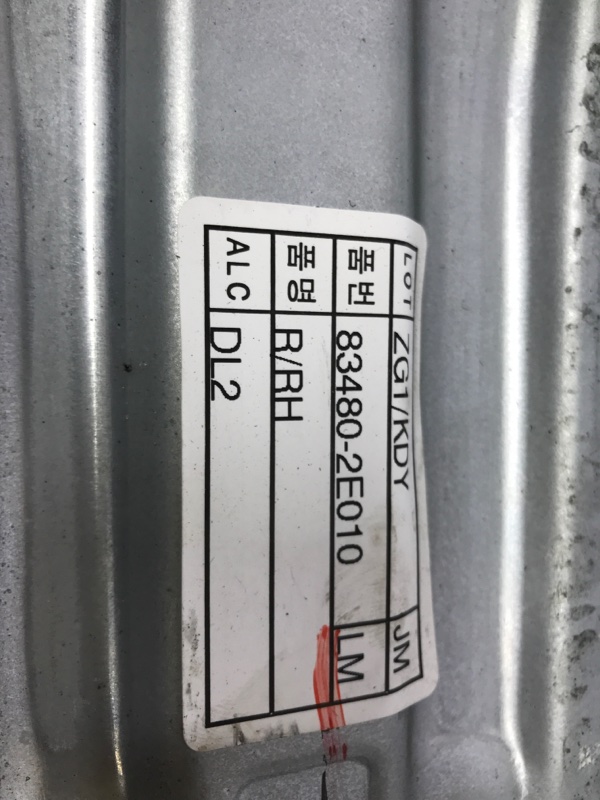 LOT ZG1/KDY JM
품번 83480-2E010 LM
품명 R/RH
ALC DL2